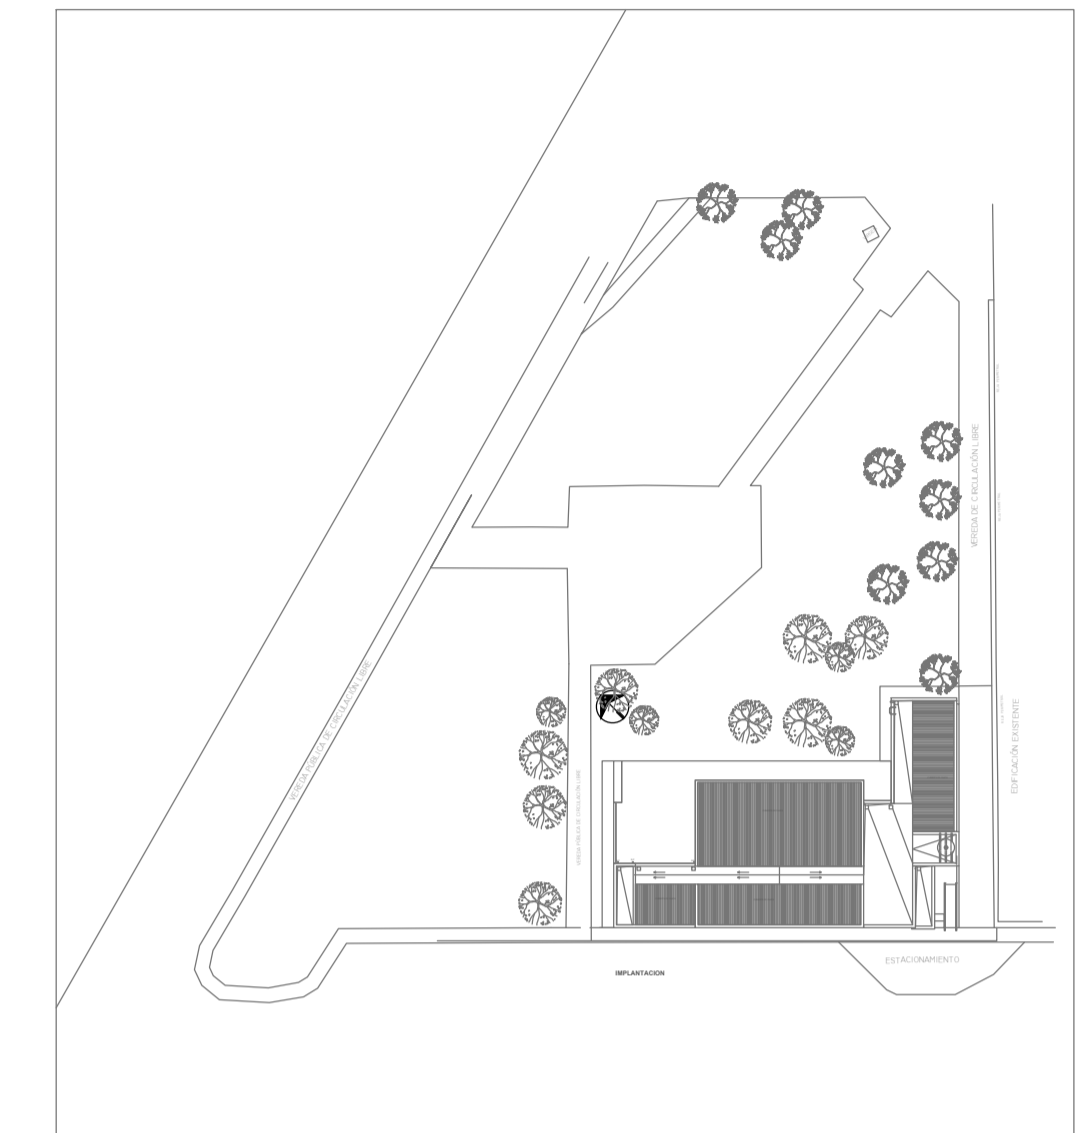 VEREDA DE CIRCULACIÓN LIBRE
VEREDA PÚBLICA DE CIRCULACIÓN LIBRE
EDIFICACIÓN EXISTENTE
VEREDA PÚBLICA DE CIRCULACIÓN LIBRE
ESTACIONAMIENTO
IMPLANTACION